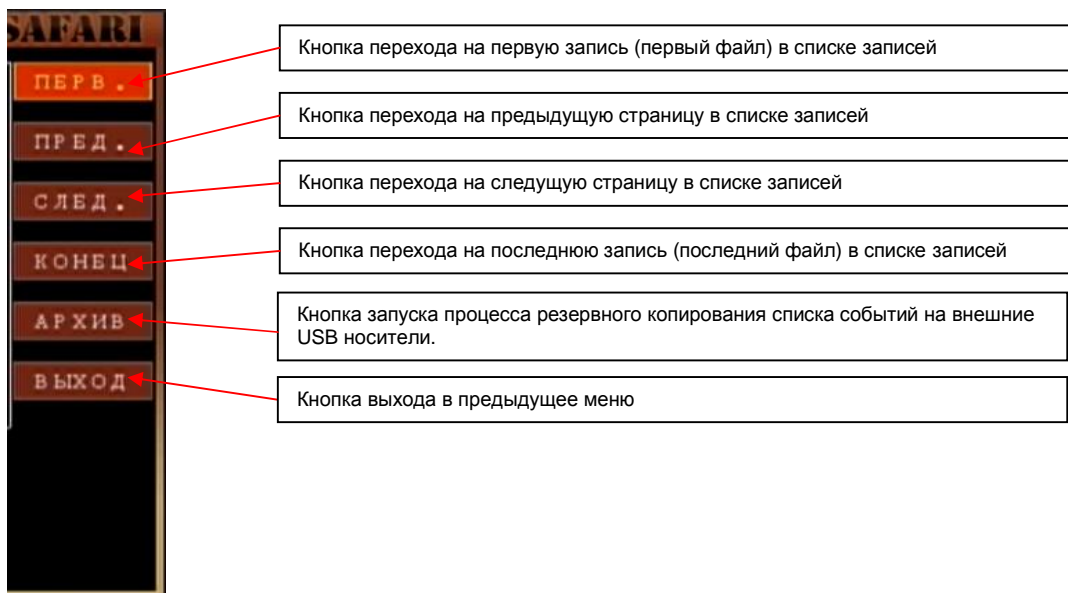 SAFARI
ПЕРВ.
Кнопка перехода на первую запись (первый файл) в списке записей
ПРЕД.
Кнопка перехода на предыдущую страницу в списке записей
СЛЕД.
Кнопка перехода на следущую страницу в списке записей
КОНЕЦ
Кнопка перехода на последнюю запись (последний файл) в списке записей
АРХИВ
Кнопка запуска процесса резервного копирования списка событий на внешние
USB носители.
ВЫХОД
Кнопка выхода в предыдущее меню